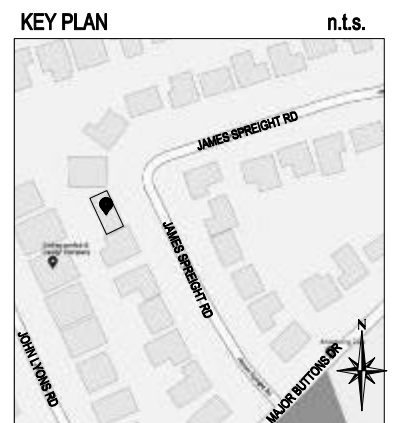 KEY PLAN
n.t.s.
JAMES SPREIGHT RD
JAMES SPREIGHT RD
N
JOHN LYONS RD
MAJOR BUTTONS DR